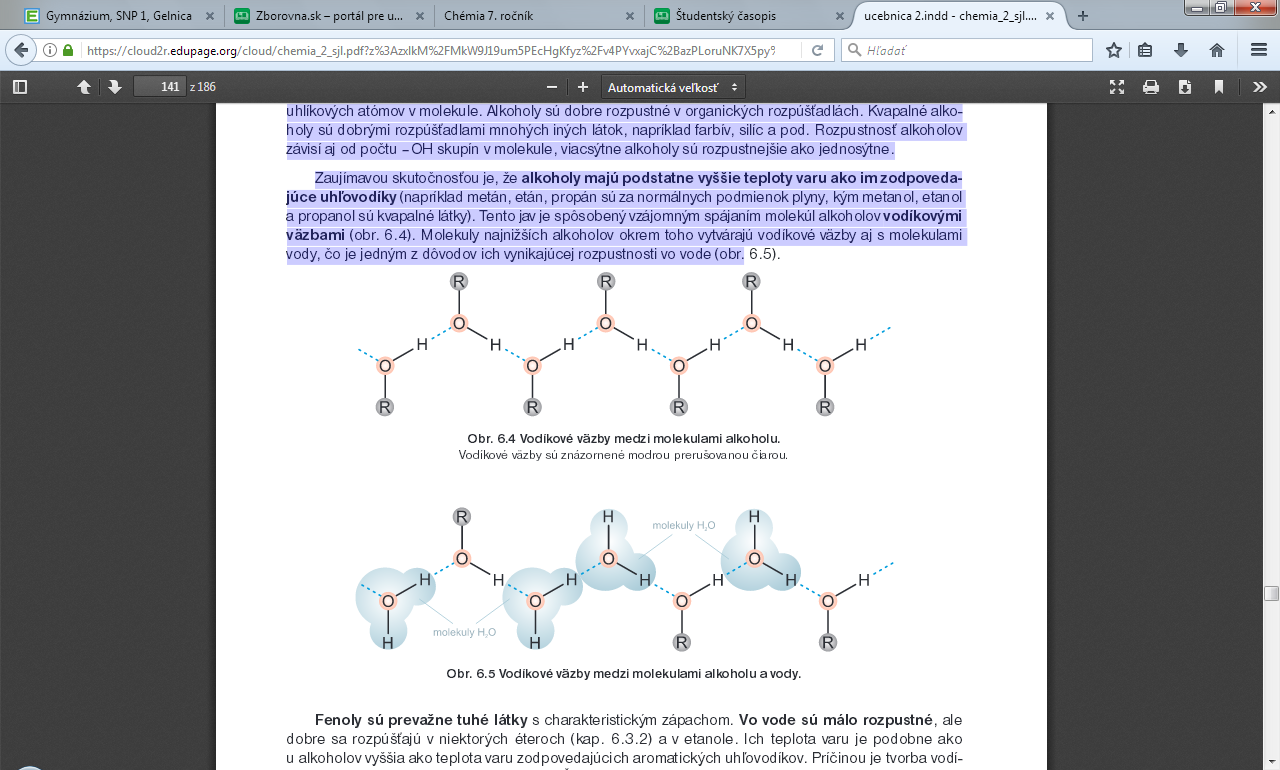 Gymnázium, SNP 1, Gelnica
Zborovna.sk – portál pre u...
Chémia 7. ročník
Študentský časopis
ucebnica 2.indd - chemia_2_sjl....
https://cloud2r.edupage.org/cloud/chemia_2_sjl.pdf?
Hľadať
141 z 186
Automatická veľkosť
uhlíkových atómov v molekule. Alkoholy sú dobre rozpustné v organických rozpúšťadlách. Kvapalné alko-
holy sú dobrými rozpúšťadlami mnohých iných látok, napríklad farbív, silíc a pod. Rozpustnosť alkoholov
závisí aj od počtu –OH skupín v molekule, viacsýtne alkoholy sú rozpustnejšie ako jednosýtne.
Zaujímavou skutočnosťou je, že alkoholy majú podstatne vyššie teploty varu ako im zodpoveda-
júce uhľovodíky (napríklad metán, etán, propán sú za normálnych podmienok plyny, kým metanol, etanol
a propanol sú kvapalné látky). Tento jav je spôsobený vzájomným spájaním molekúl alkoholov vodíkovými
väzbami (obr. 6.4). Molekuly najnižších alkoholov okrem toho vytvárajú vodíkové väzby aj s molekulami
vody, čo je jedným z dôvodov ich vynikajúcej rozpustnosti vo vode (obr. 6.5).
R R R
O O O
H H H H H H H
O O O O
R R R R
Obr. 6.4 Vodíkové väzby medzi molekulami alkoholu.
Vodíkové väzby sú znázornené modrou prerušovanou čiarou.
R H H
molekuly H₂O
O O O
H H H H H H H
O O O O
molekuly H₂O
H H R R
Obr. 6.5 Vodíkové väzby medzi molekulami alkoholu a vody.
Fenoly sú prevažne tuhé látky s charakteristickým zápachom. Vo vode sú málo rozpustné, ale
dobre sa rozpúšťajú v niektorých éteroch (kap. 6.3.2) a v etanole. Ich teplota varu je podobne ako
u alkoholov vyššia ako teplota varu zodpovedajúcich aromatických uhľovodíkov. Príčinou je tvorba vodí-